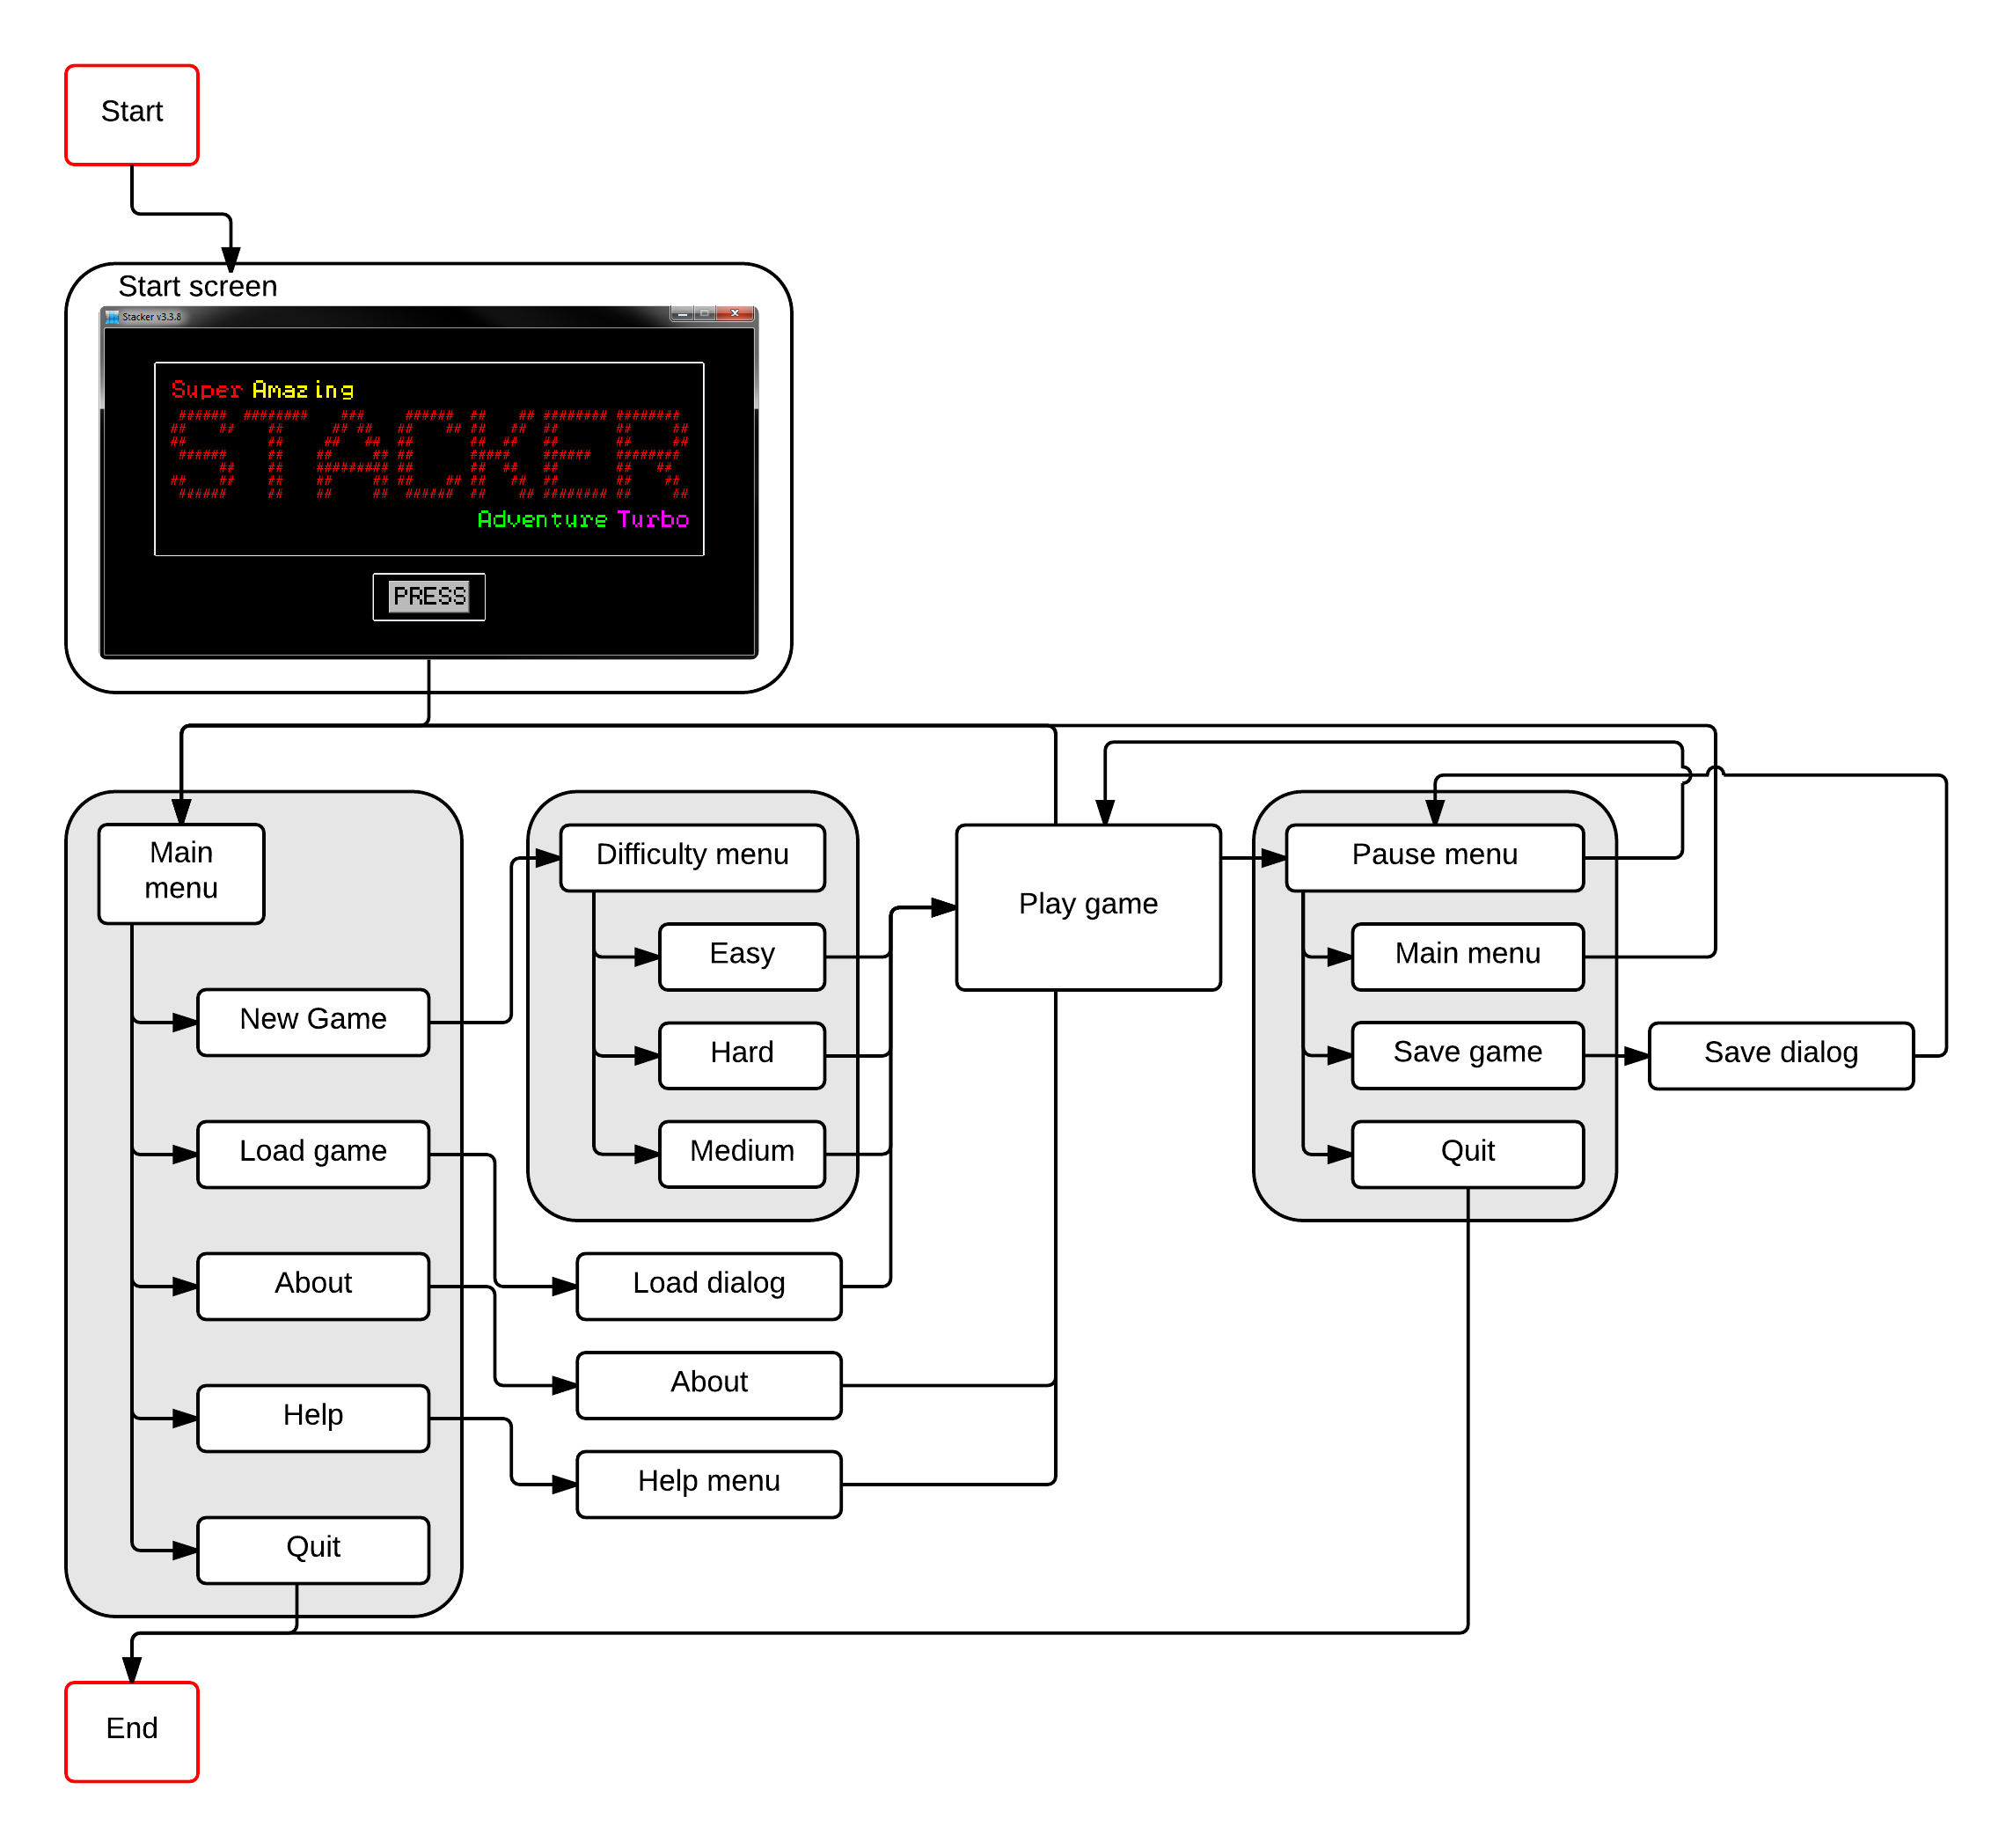 Start
Start screen
Stacker v3.3.8
Super Amazing
STACKER
Adventure Turbo
PRESS
Main
menu
New Game
Load game
About
Help
Quit
Difficulty menu
Easy
Hard
Medium
Load dialog
About
Help menu
Play game
Pause menu
Main menu
Save game
Quit
Save dialog
End